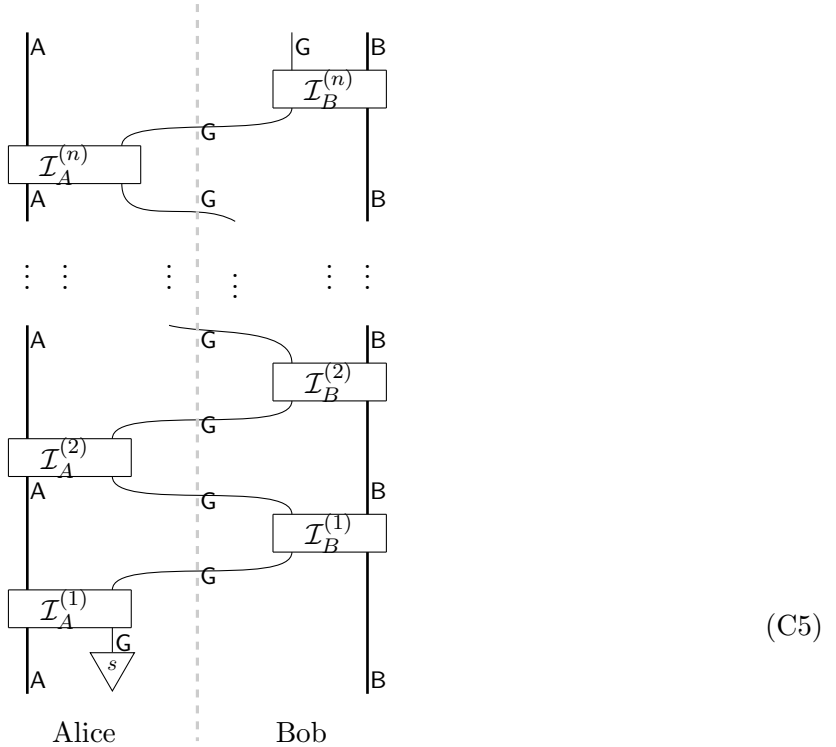 A G B
I_B^{(n)}
G
I_A^{(n)}
A G B
⋮ ⋮ ⋮ ⋮ ⋮ ⋮
A G B
I_B^{(2)}
G
I_A^{(2)}
A G B
I_B^{(1)}
G
I_A^{(1)}
(C5)
G
s
A B
Alice Bob